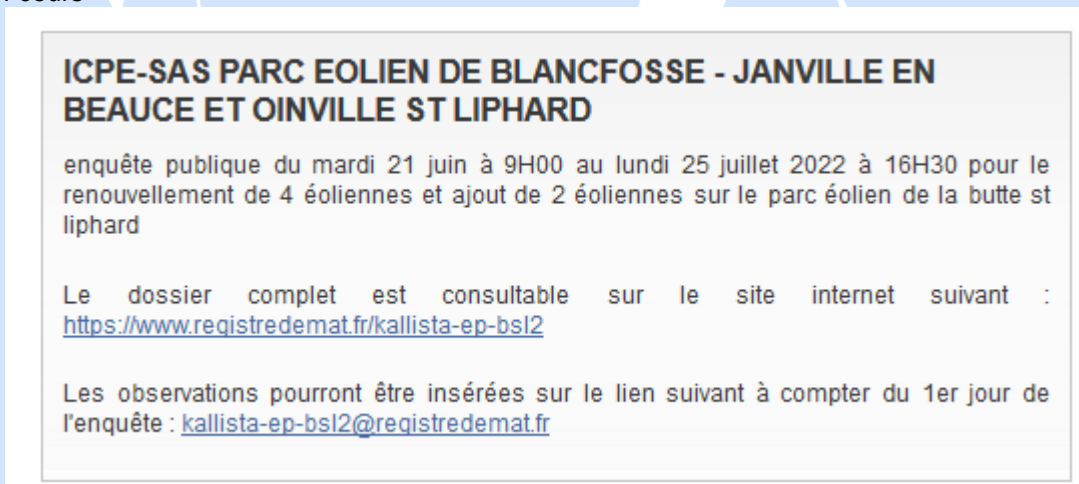 ICPE-SAS PARC EOLIEN DE BLANCFOSSE - JANVILLE EN
BEAUCE ET OINVILLE ST LIPHARD
enquête publique du mardi 21 juin à 9H00 au lundi 25 juillet 2022 à 16H30 pour le
renouvellement de 4 éoliennes et ajout de 2 éoliennes sur le parc éolien de la butte st
liphard
Le dossier complet est consultable sur le site internet suivant :
https://www.registredemat.fr/kallista-ep-bsl2
Les observations pourront être insérées sur le lien suivant à compter du 1er jour de
l'enquête : kallista-ep-bsl2@registredemat.fr